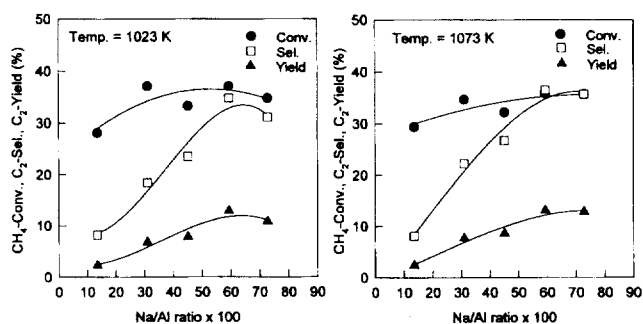 Temp. = 1023 K
Conv.
Sel.
Yield
CH₄-Conv., C₂-Sel., C₂-Yield (%)
50
40
30
20
10
0
0 10 20 30 40 50 60 70 80 90
Na/Al ratio x 100
Temp. = 1073 K
Conv.
Sel.
Yield
CH₄-Conv., C₂-Sel., C₂-Yield (%)
50
40
30
20
10
0
0 10 20 30 40 50 60 70 80 90
Na/Al ratio x 100